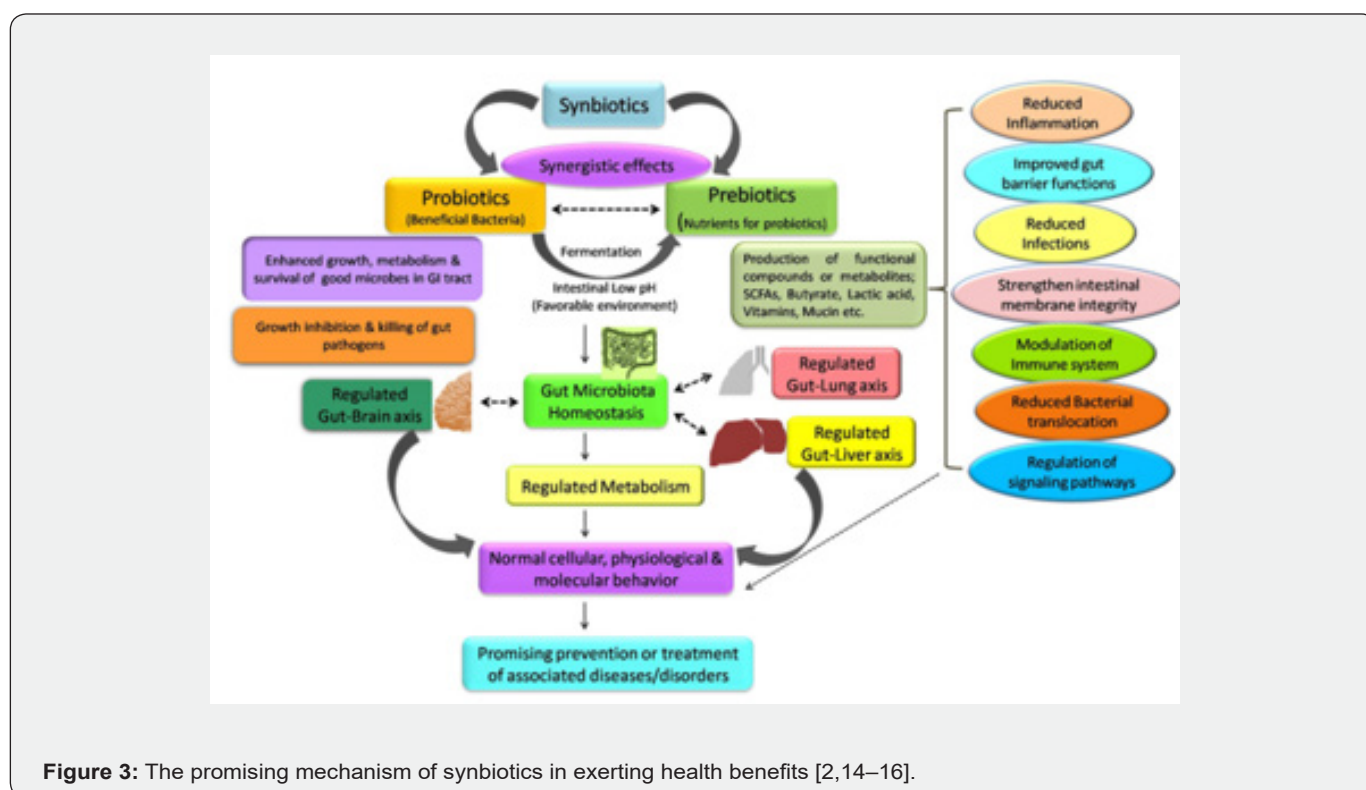 Synbiotics
Synergistic effects
Probiotics
(Beneficial Bacteria)
Prebiotics
(Nutrients for probiotics)
Fermentation
Enhanced growth, metabolism &
survival of good microbes in GI tract
Intestinal Low pH
(Favorable environment)
Production of functional
compounds or metabolites;
SCFAs, Butyrate, Lactic acid,
Vitamins, Mucin etc.
Growth inhibition & killing of gut
pathogens
Regulated
Gut-Brain axis
Gut Microbiota
Homeostasis
Regulated
Gut-Lung axis
Regulated
Gut-Liver axis
Regulated Metabolism
Normal cellular, physiological &
molecular behavior
Promising prevention or treatment
of associated diseases/disorders
Reduced
Inflammation
Improved gut
barrier functions
Reduced
Infections
Strengthen intestinal
membrane integrity
Modulation of
Immune system
Reduced Bacterial
translocation
Regulation of
signaling pathways
Figure 3: The promising mechanism of synbiotics in exerting health benefits [2,14–16].